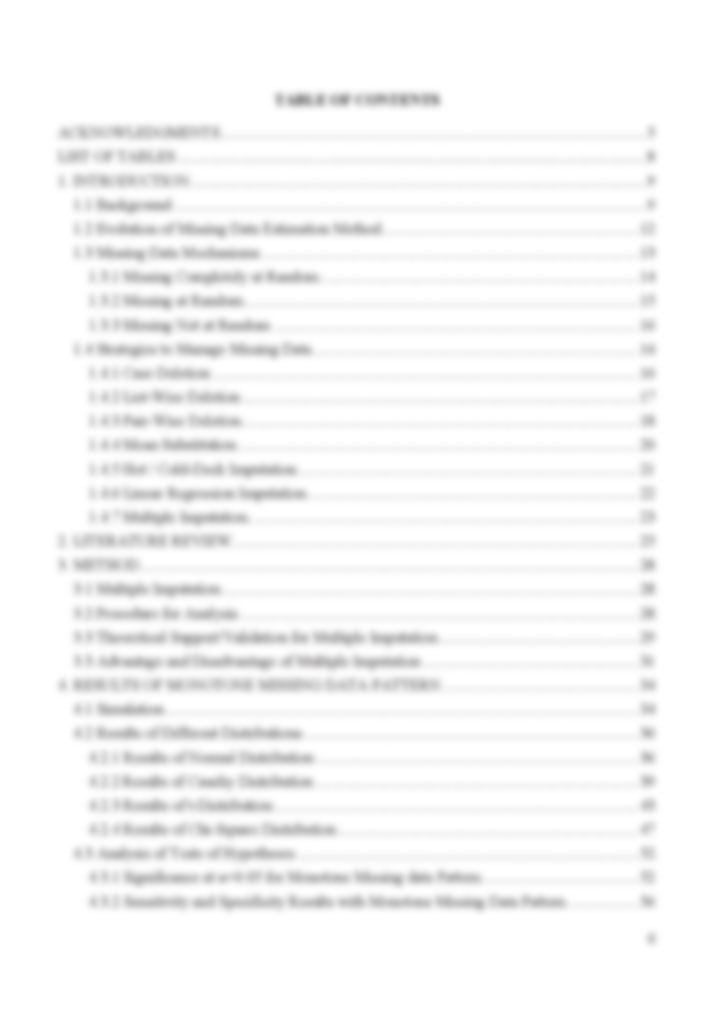 TABLE OF CONTENTS
ACKNOWLEDGMENTS
LIST OF TABLES 8
1. INTRODUCTION 9
1.1 Background 9
1.2 Evolution of Missing Data Estimation Method 12
1.3 Missing Data Mechanisms 13
1.3.1 Missing Completely at Random 14
1.3.2 Missing at Random 15
1.3.3 Missing Not at Random 16
1.4 Strategies to Manage Missing Data
1.4.1 Case Deletion 16
1.4.2 List-Wise Deletion 17
1.4.3 Pair-Wise Deletion 18
1.4.4 Mean Substitution 20
1.4.5 Hot / Cold-Deck Imputation 21
1.4.6 Linear Regression Imputation 22
1.4.7 Multiple Imputation 23
2. LITERATURE REVIEW 25
3. METHOD 28
3.1 Multiple Imputation 28
3.2 Procedure for Analysis 28
3.3 Theoretical Support/Validation for Multiple Imputation 29
3.3 Advantage and Disadvantage of Multiple Imputation 31
4. RESULTS OF MONOTONE MISSING DATA PATTERN 34
4.1 Simulation 34
4.2 Results of Different Distributions 36
4.2.1 Results of Normal Distribution 36
4.2.2 Results of Cauchy Distribution
4.2.3 Results of t-Distribution
4.2.4 Results of Chi-Square Distribution 47
4.3 Analysis of Tests of Hypotheses 52
4.3.1 Significance at α=0.05 for Monotone Missing data Pattern 52
4.3.2 Sensitivity and Specificity Results with Monotone Missing Data Pattern